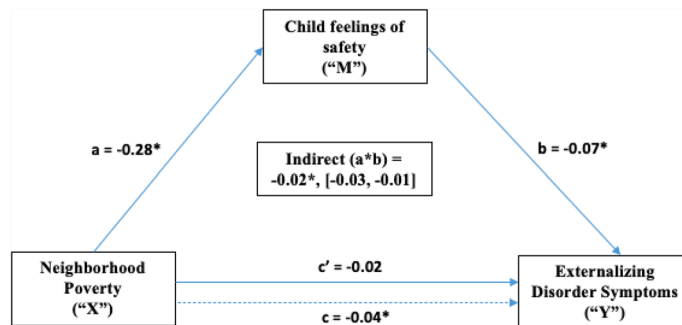 Child feelings of
safety
(“M”)
a = -0.28*
b = -0.07*
Indirect (a*b) =
-0.02*, [-0.03, -0.01]
Neighborhood
Poverty
(“X”)
c’ = -0.02
c = -0.04*
Externalizing
Disorder Symptoms
(“Y”)